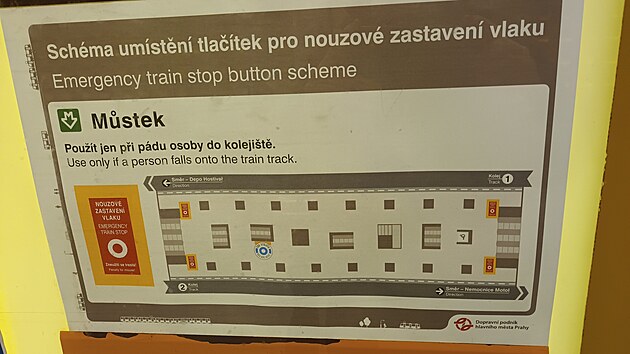 Schéma umístění tlačítek pro nouzové zastavení vlaku
Emergency train stop button scheme
Můstek
Použít jen při pádu osoby do kolejiště.
Use only if a person falls onto the train track.
Směr – Depo Hostivař
Direction
Kolej
Track
1
NOUZOVÉ
ZASTAVENÍ
VLAKU
EMERGENCY
TRAIN STOP
2
Kolej
Track
Směr – Nemocnice Motol
Direction
Dopravní podnik
hlavního města Prahy